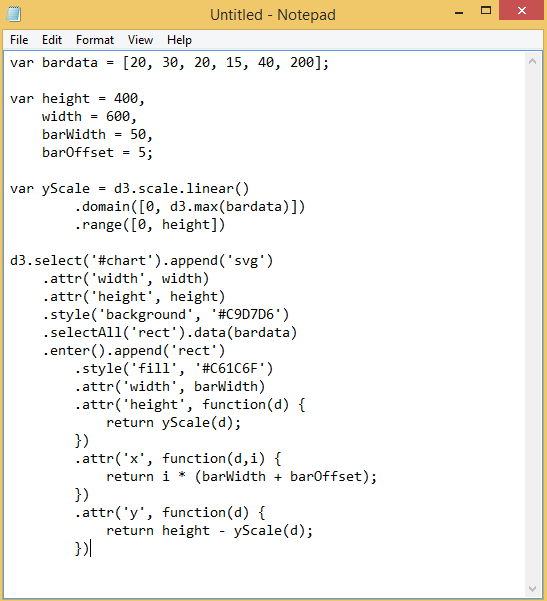 Untitled - Notepad
File Edit Format View Help
var bardata = [20, 30, 20, 15, 40, 200];

var height = 400,
    width = 600,
    barWidth = 50,
    barOffset = 5;

var yScale = d3.scale.linear()
        .domain([0, d3.max(bardata)])
        .range([0, height])

d3.select('#chart').append('svg')
    .attr('width', width)
    .attr('height', height)
    .style('background', '#C9D7D6')
    .selectAll('rect').data(bardata)
    .enter().append('rect')
        .style('fill', '#C61C6F')
        .attr('width', barWidth)
        .attr('height', function(d) {
            return yScale(d);
        })
        .attr('x', function(d,i) {
            return i * (barWidth + barOffset);
        })
        .attr('y', function(d) {
            return height - yScale(d);
        })